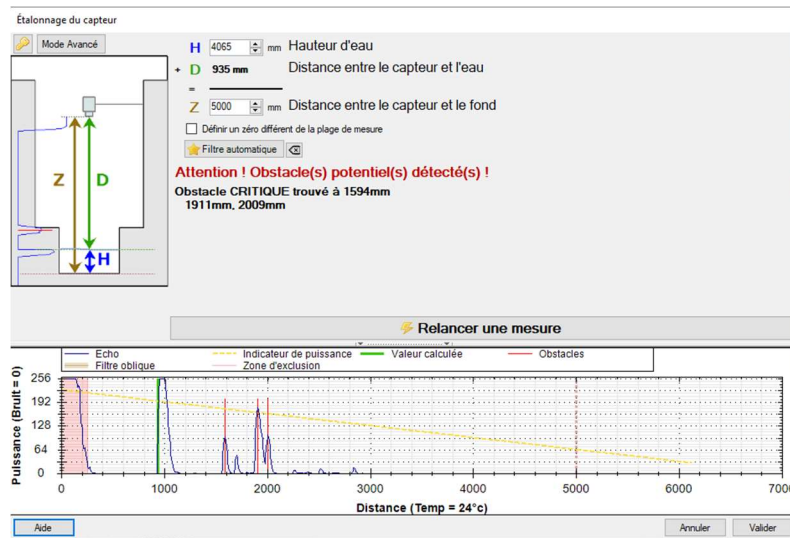 Étalonnage du capteur
Mode Avancé
H 4065 mm Hauteur d'eau
+ D 935 mm Distance entre le capteur et l'eau
=
Z 5000 mm Distance entre le capteur et le fond
Définir un zéro différent de la plage de mesure
Filtre automatique
Attention ! Obstacle(s) potentiel(s) détecté(s) !
Obstacle CRITIQUE trouvé à 1594mm
1911mm, 2009mm
Z D
H
Relancer une mesure
Echo Indicateur de puissance Valeur calculée Obstacles
Filtre oblique Zone d'exclusion
Puissance (Bruit = 0)
256
192
128
64
0
0 1000 2000 3000 4000 5000 6000 7000
Distance (Temp = 24°c)
Aide Annuler Valider